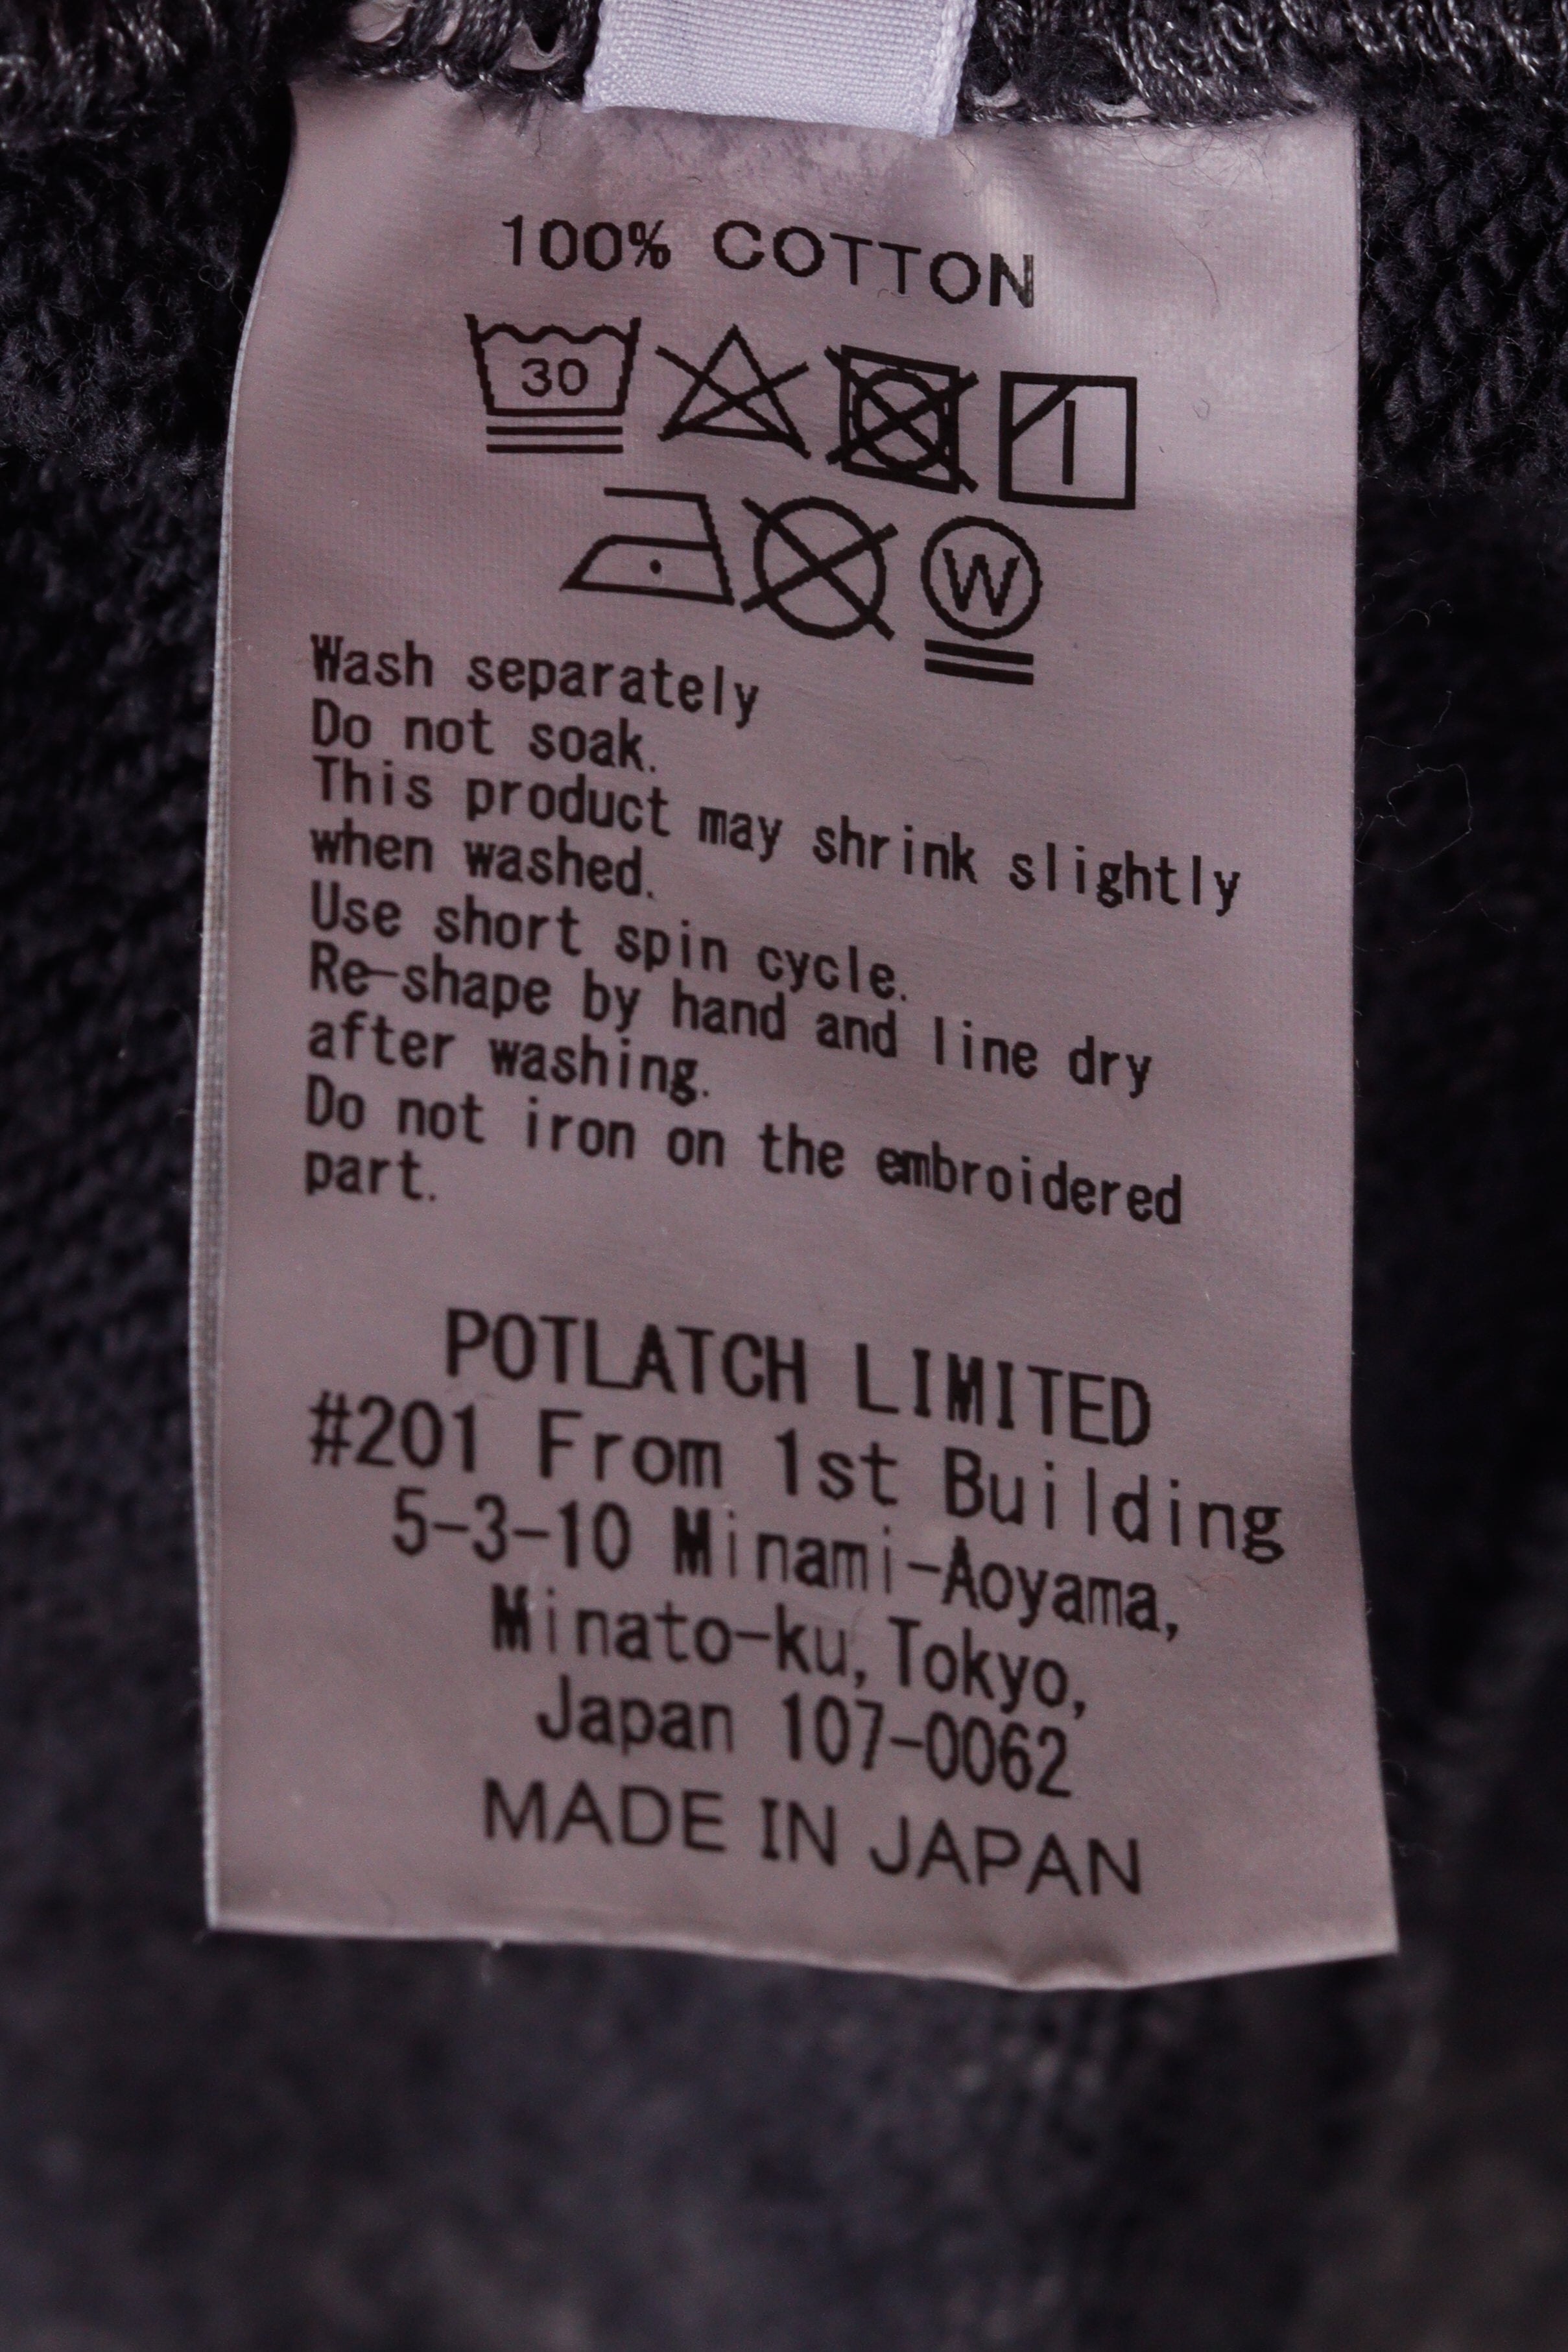 100% COTTON
30
W
Wash separately
Do not soak.
This product may shrink slightly
when washed.
Use short spin cycle.
Re-shape by hand and line dry
after washing.
Do not iron on the embroidered
part.
POTLATCH LIMITED
#201 From 1st Building
5-3-10 Minami-Aoyama,
Minato-ku, Tokyo,
Japan 107-0062
MADE IN JAPAN